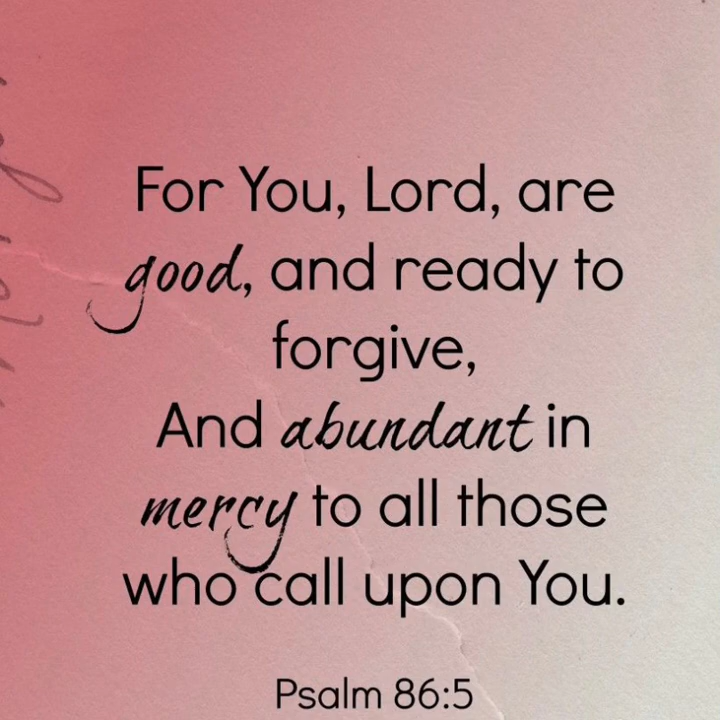 For You, Lord, are
good, and ready to
forgive,
And abundant in
mercy to all those
who call upon You.
Psalm 86:5